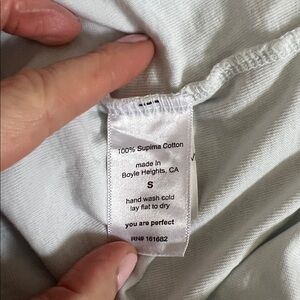 100% Supima Cotton
made in
Boyle Heights, CA
S
hand wash cold
lay flat to dry
you are perfect
RN# 161682